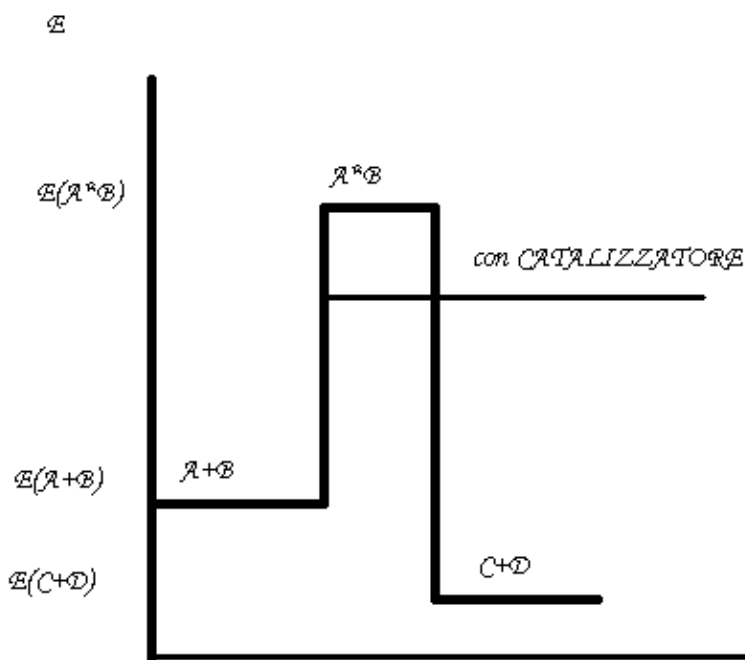 E
E(A*B)
A*B
con CATALIZZATORE
E(A+B)
A+B
E(C+D)
C+D